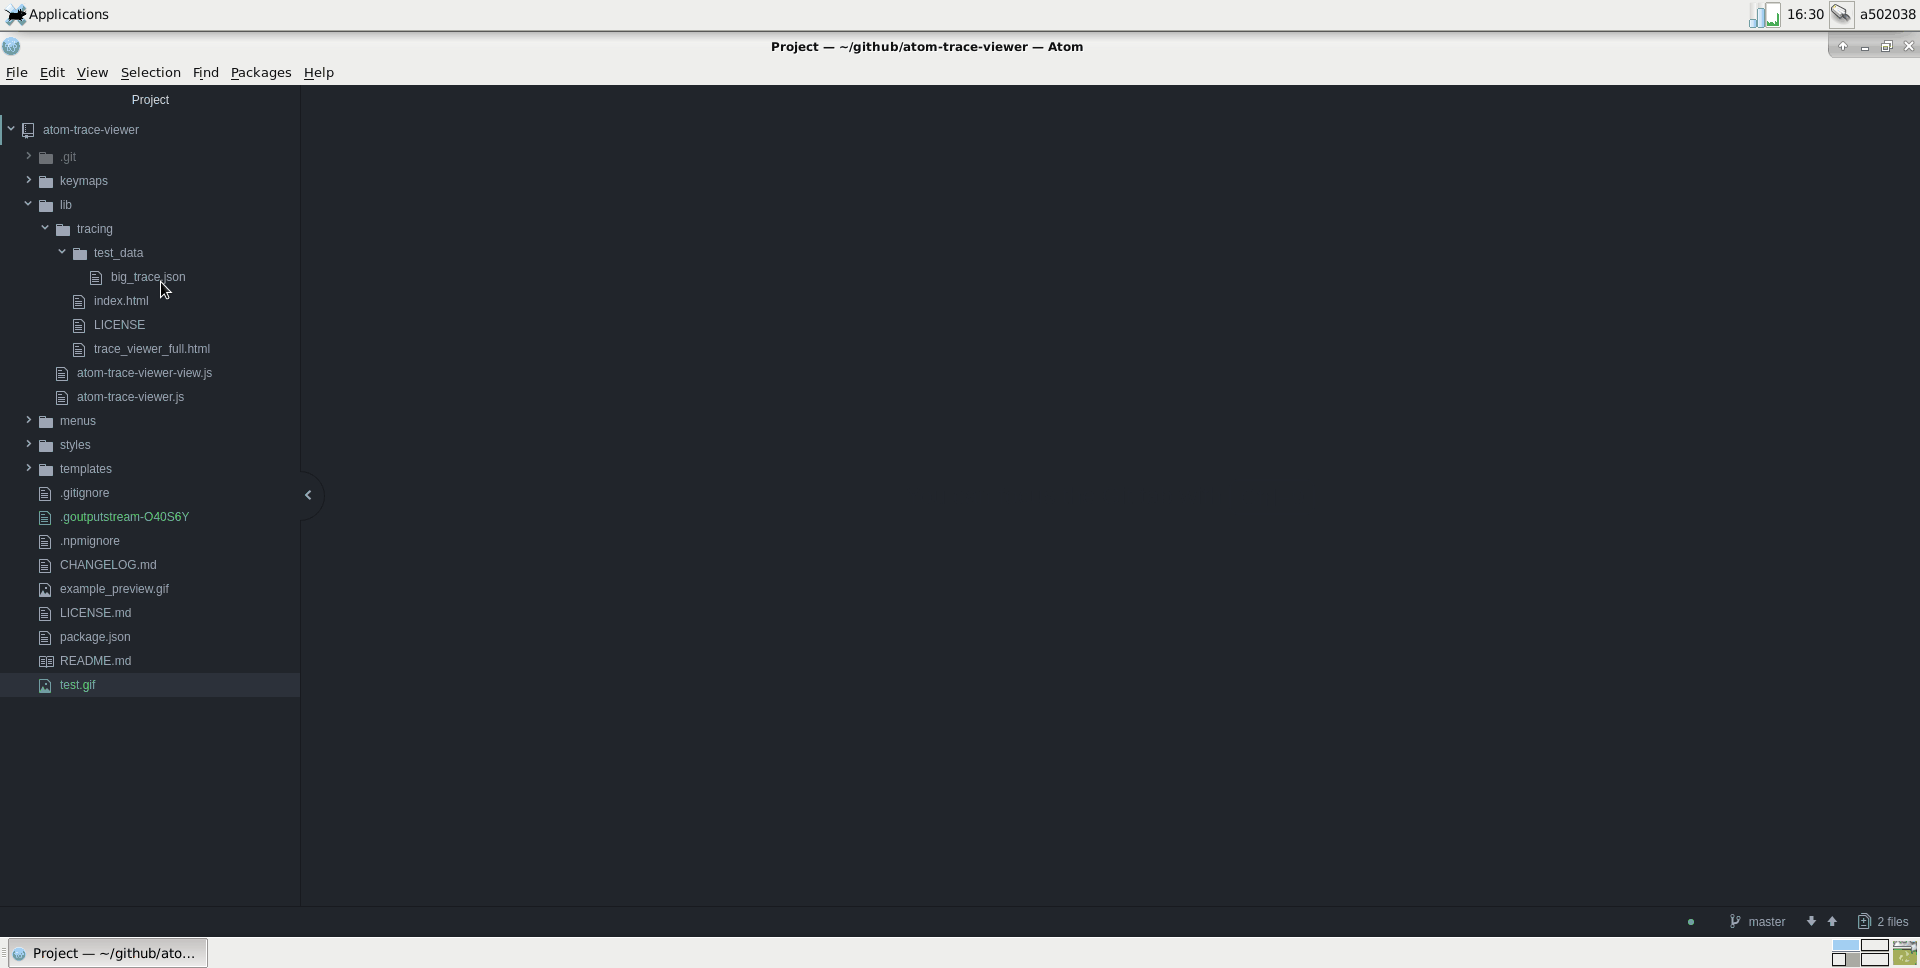 Applications
16:30
a502038
Project — ~/github/atom-trace-viewer — Atom
File Edit View Selection Find Packages Help
Project
atom-trace-viewer
.git
keymaps
lib
tracing
test_data
big_trace.json
index.html
LICENSE
trace_viewer_full.html
atom-trace-viewer-view.js
atom-trace-viewer.js
menus
styles
templates
.gitignore
.goutputstream-O40S6Y
.npmignore
CHANGELOG.md
example_preview.gif
LICENSE.md
package.json
README.md
test.gif
master
2 files
Project — ~/github/ato...